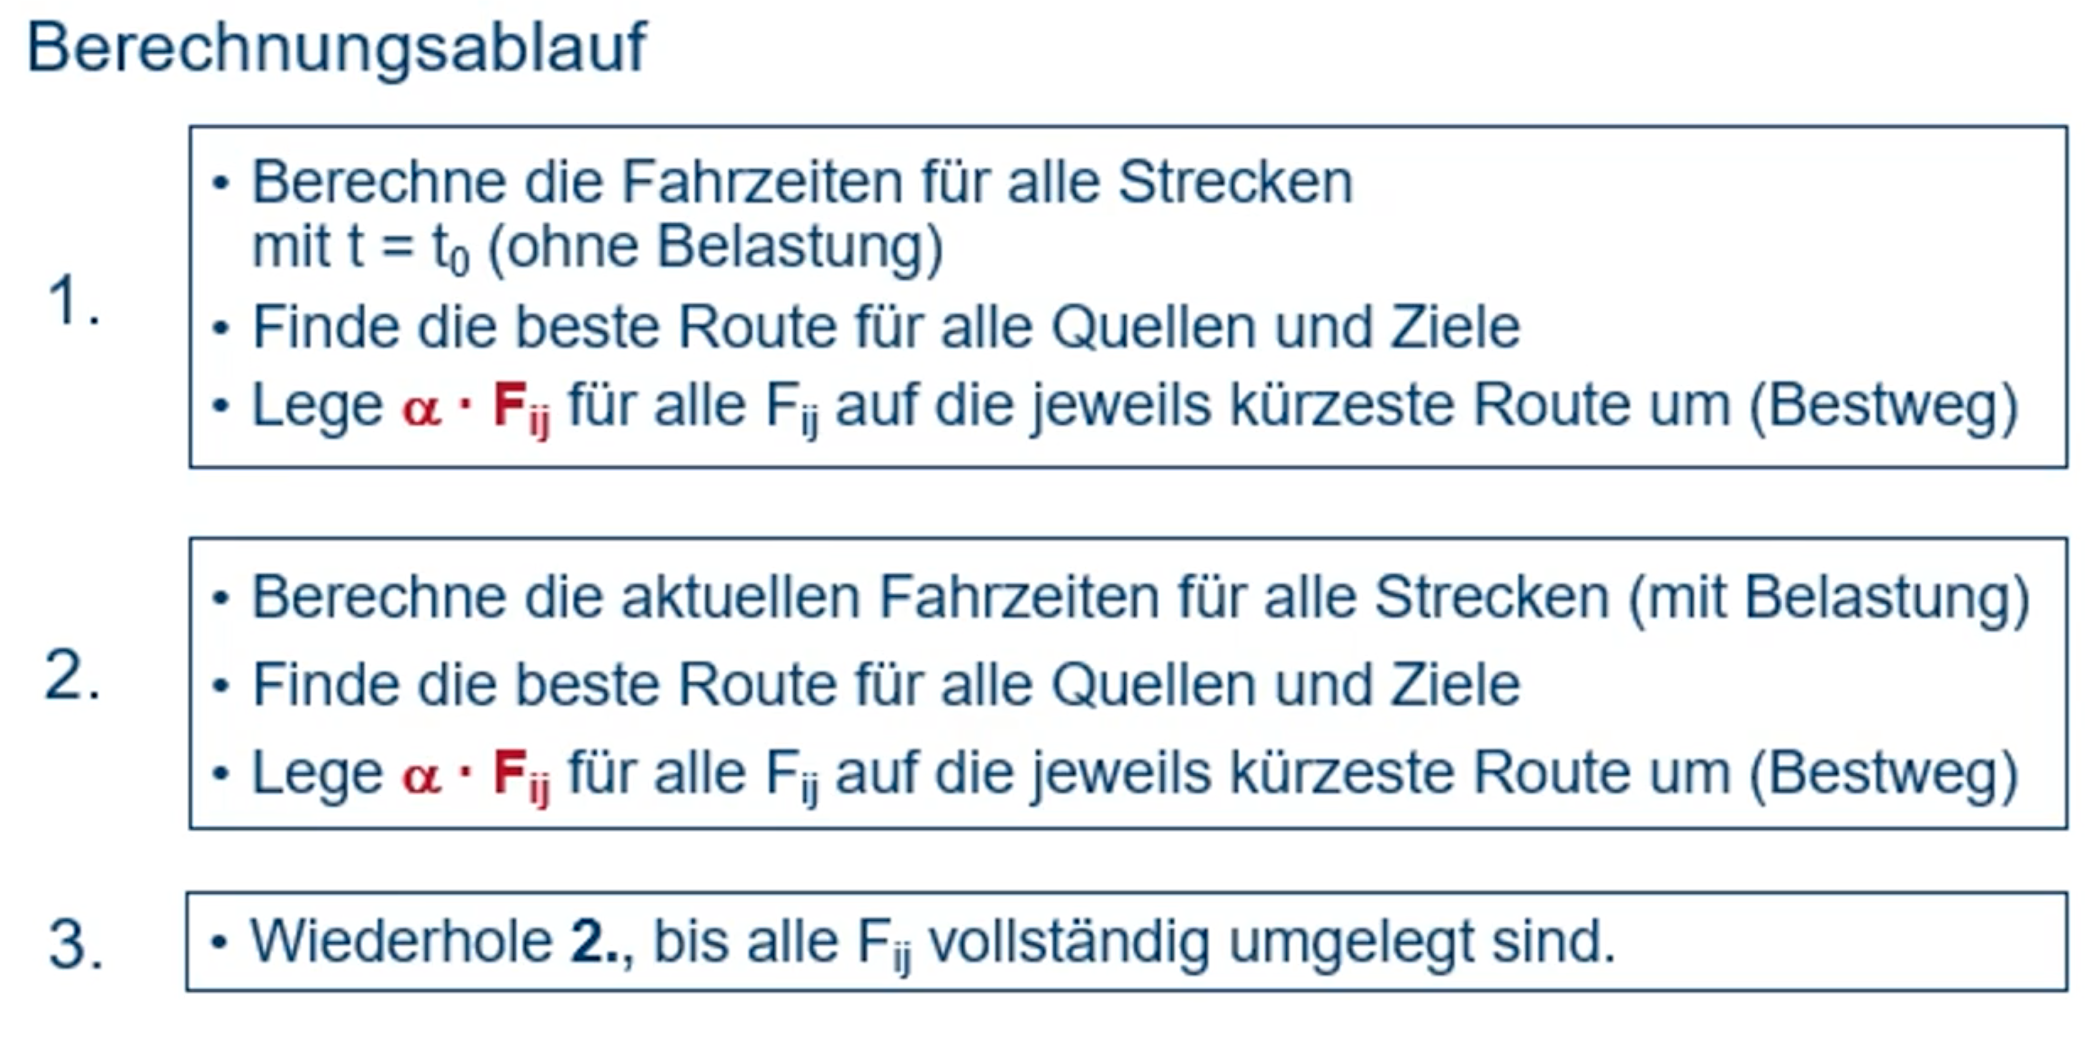 Berechnungsablauf
1.
• Berechne die Fahrzeiten für alle Strecken
mit t = t₀ (ohne Belastung)
• Finde die beste Route für alle Quellen und Ziele
• Lege α · Fij für alle Fij auf die jeweils kürzeste Route um (Bestweg)
2.
• Berechne die aktuellen Fahrzeiten für alle Strecken (mit Belastung)
• Finde die beste Route für alle Quellen und Ziele
• Lege α · Fij für alle Fij auf die jeweils kürzeste Route um (Bestweg)
3.
• Wiederhole 2., bis alle Fij vollständig umgelegt sind.